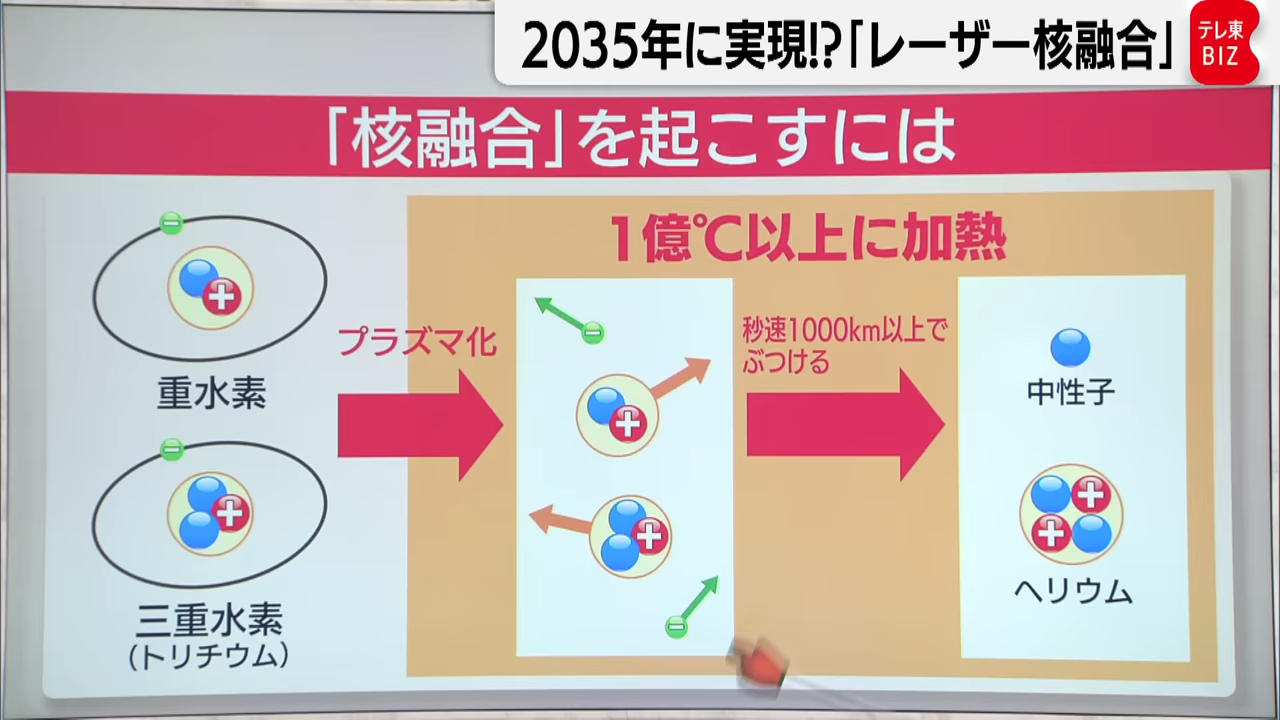 2035年に実現!?「レーザー核融合」
テレ東
BIZ
「核融合」を起こすには
1億℃以上に加熱
プラズマ化
秒速1000km以上で
ぶつける
重水素
中性子
三重水素
(トリチウム)
ヘリウム